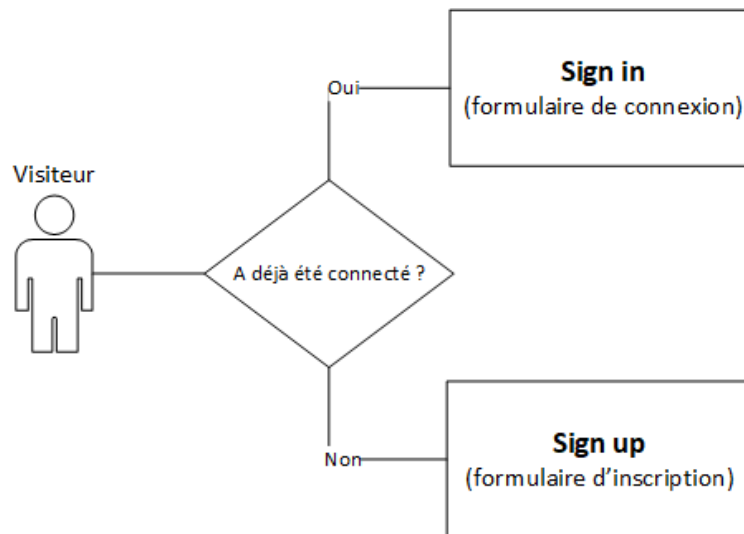 Oui
Sign in
(formulaire de connexion)
Visiteur
A déjà été connecté ?
Non
Sign up
(formulaire d'inscription)